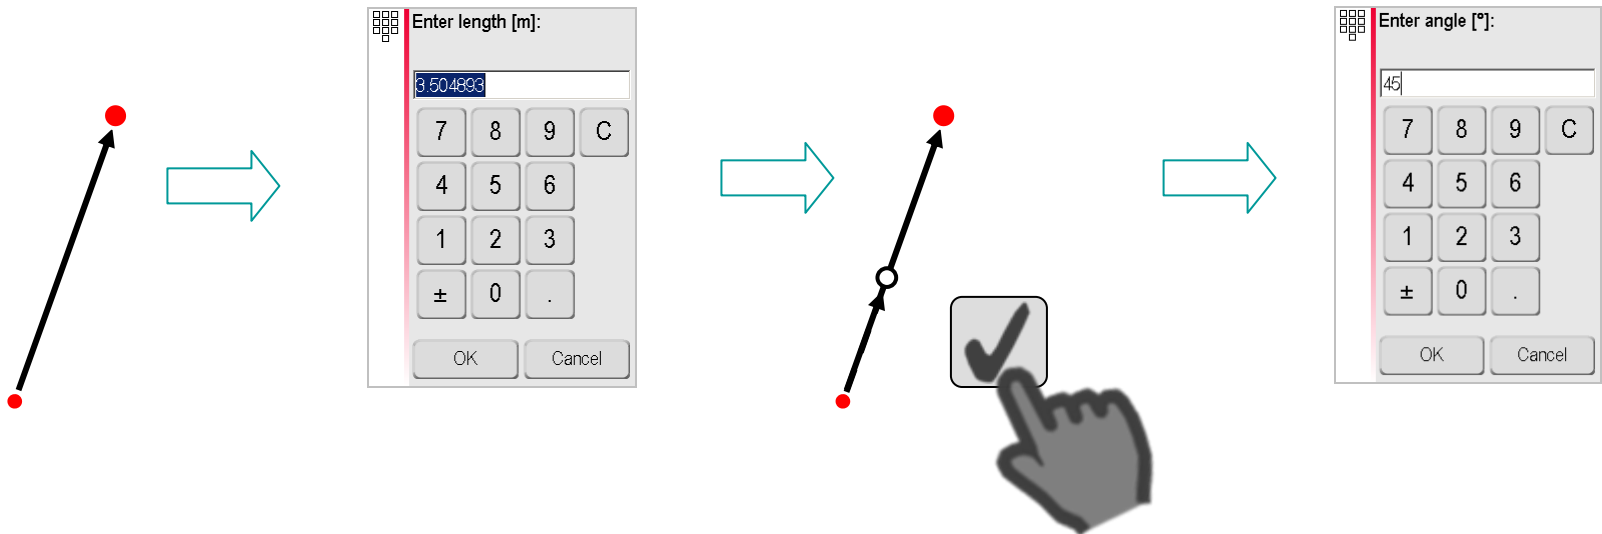 Enter length [m]:
3.504893
7 8 9 C
4 5 6
1 2 3
± 0 .
OK Cancel
Enter angle [°]:
45
7 8 9 C
4 5 6
1 2 3
± 0 .
OK Cancel